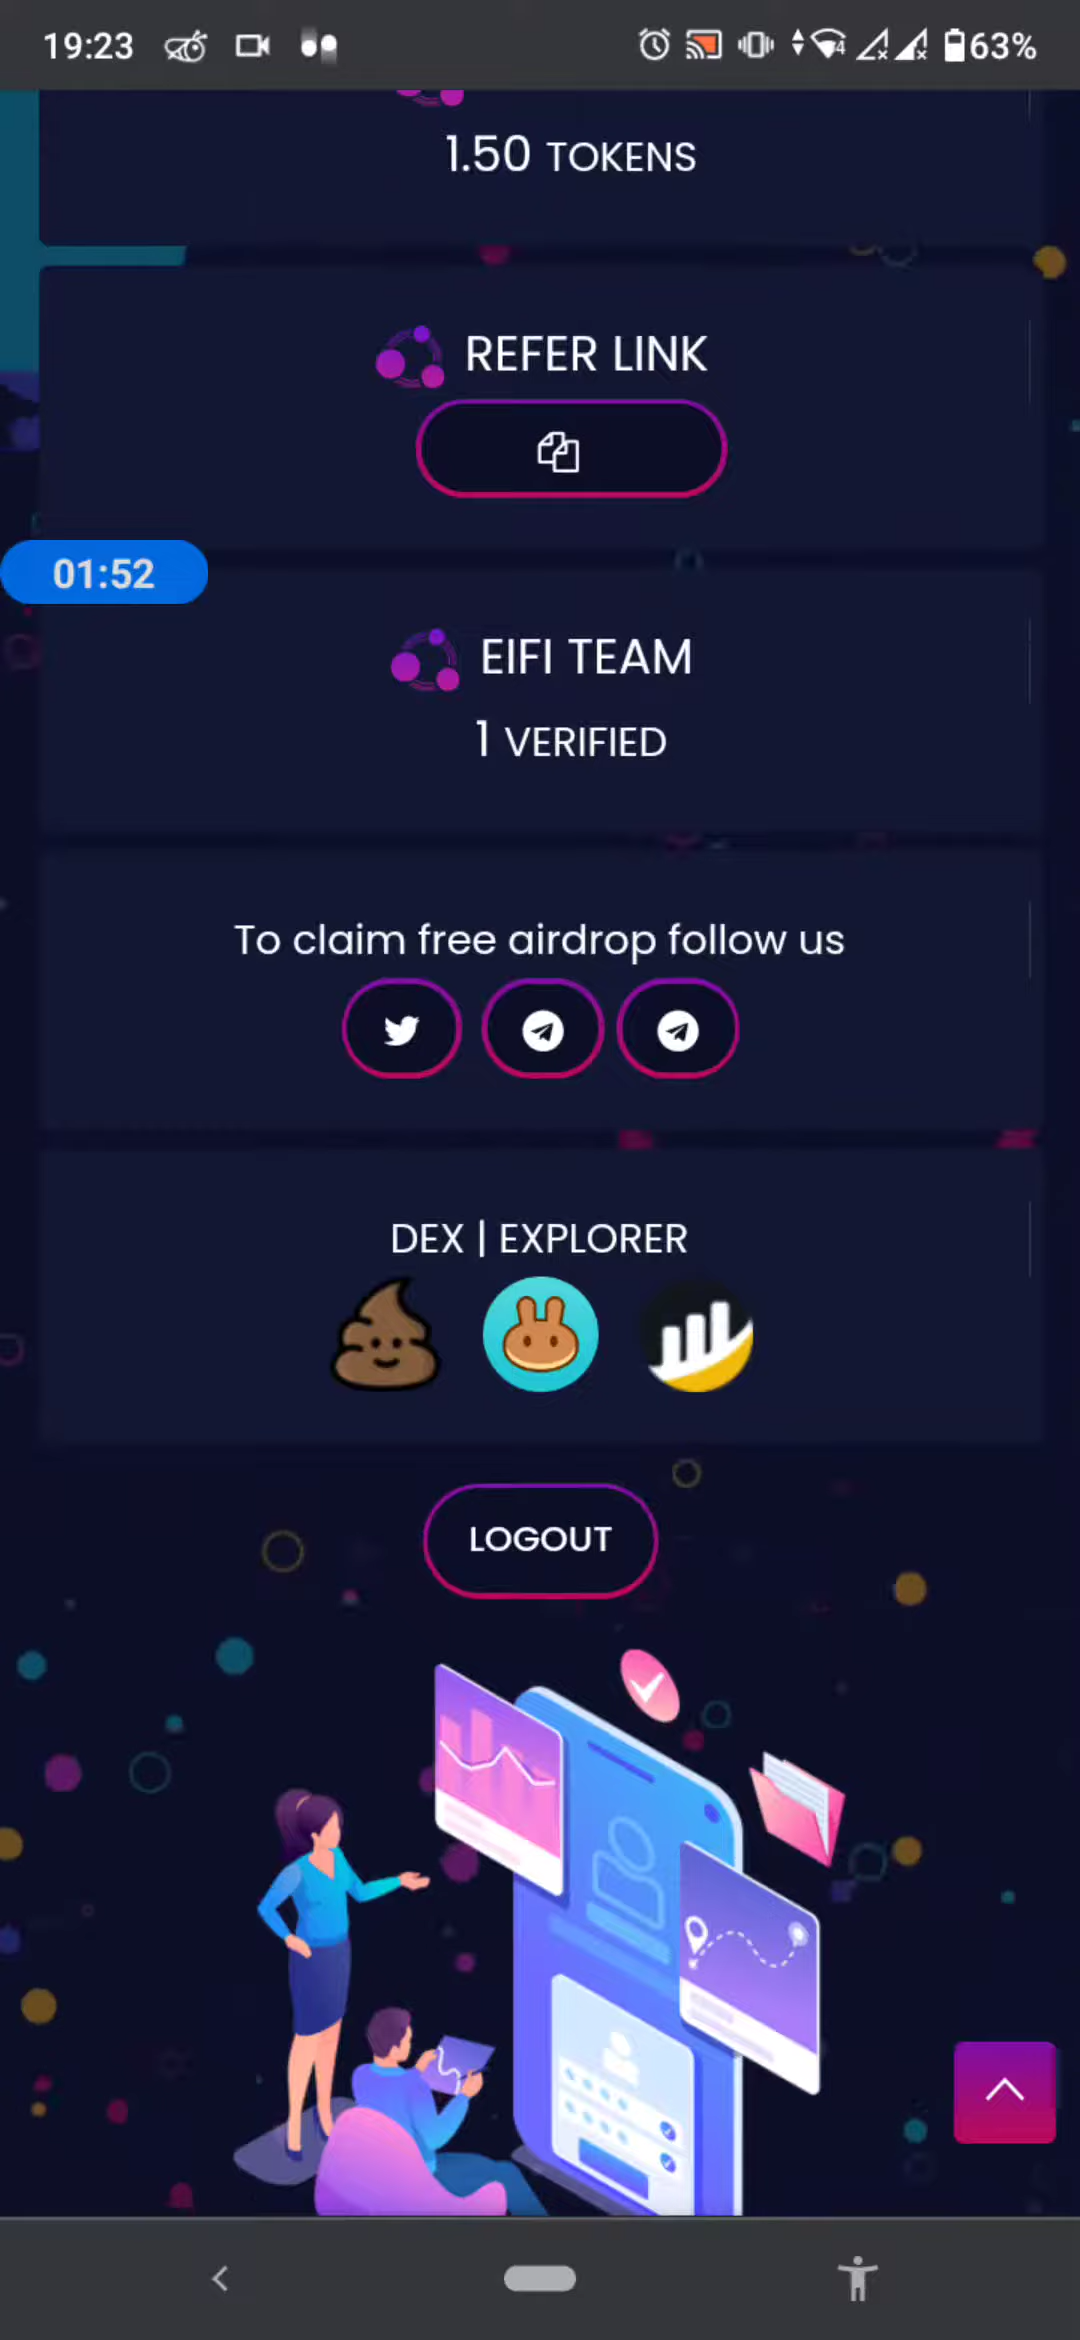 19:23
4
63%
1.50 TOKENS
REFER LINK
01:52
EIFI TEAM
1 VERIFIED
To claim free airdrop follow us
DEX | EXPLORER
LOGOUT